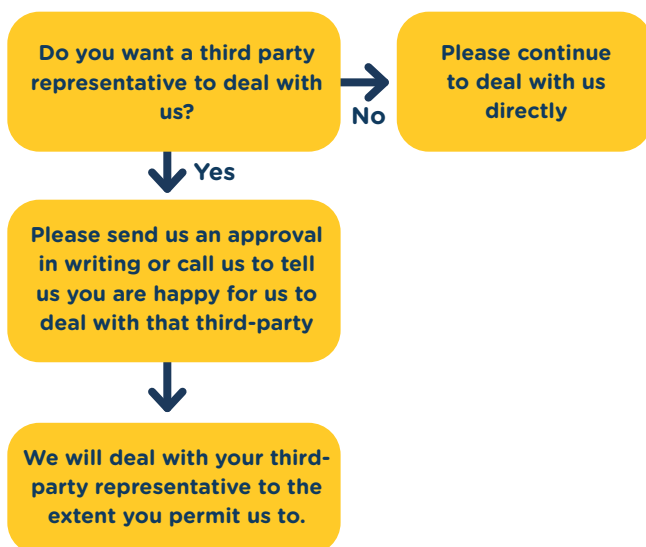 Do you want a third party
representative to deal with
us?
Please continue
to deal with us
directly
No
Yes
Please send us an approval
in writing or call us to tell
us you are happy for us to
deal with that third-party
We will deal with your third-
party representative to the
extent you permit us to.